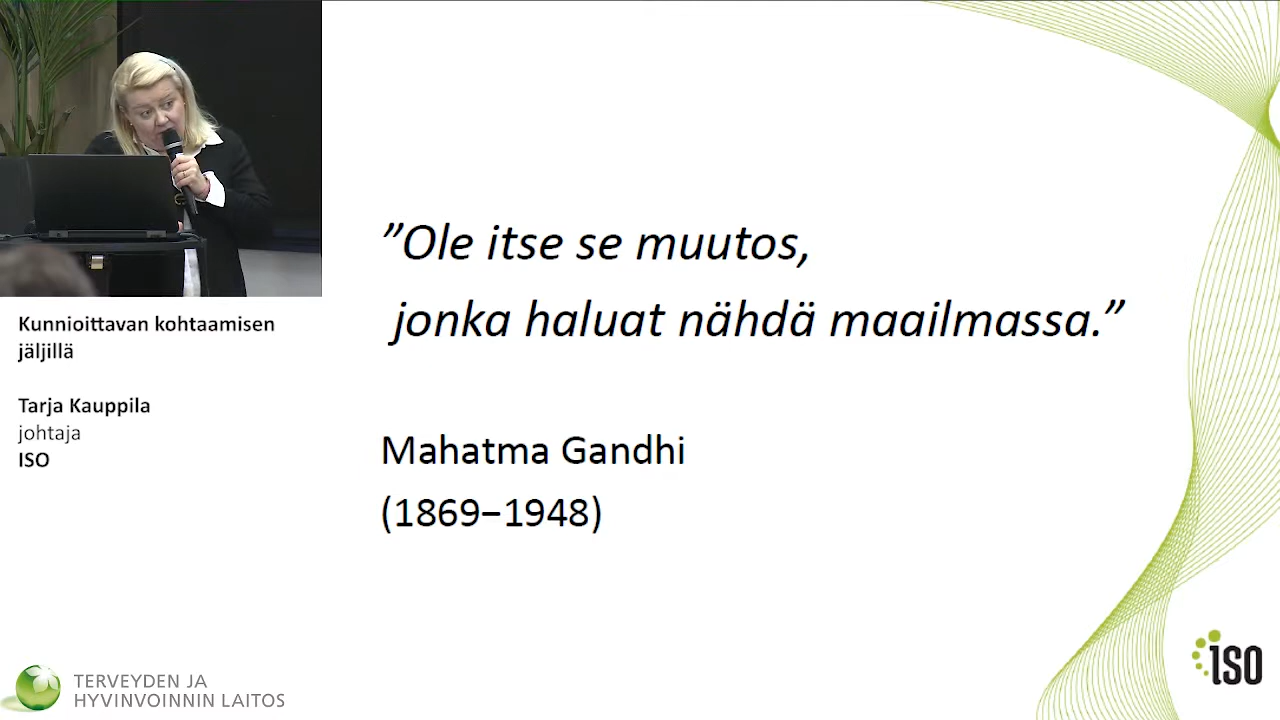 Kunnioittavan kohtaamisen
jäljillä
Tarja Kauppila
johtaja
ISO
”Ole itse se muutos,
jonka haluat nähdä maailmassa.”
Mahatma Gandhi
(1869–1948)
TERVEYDEN JA
HYVINVOINNIN LAITOS
iso